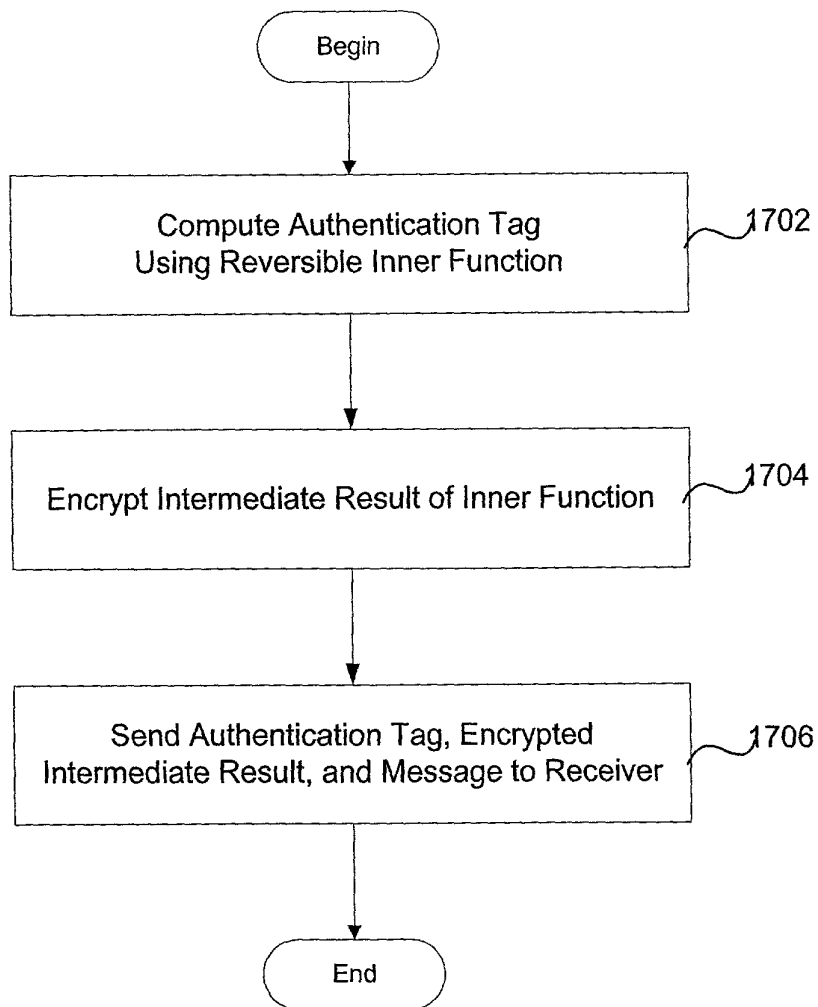 Begin
Compute Authentication Tag
Using Reversible Inner Function
1702
Encrypt Intermediate Result of Inner Function
1704
Send Authentication Tag, Encrypted
Intermediate Result, and Message to Receiver
1706
End